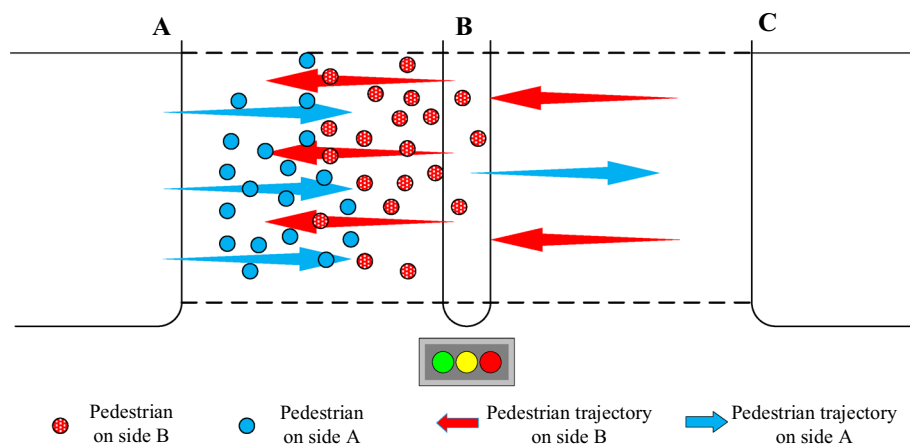 A
B
C
Pedestrian
on side B
Pedestrian
on side A
Pedestrian trajectory
on side B
Pedestrian trajectory
on side A